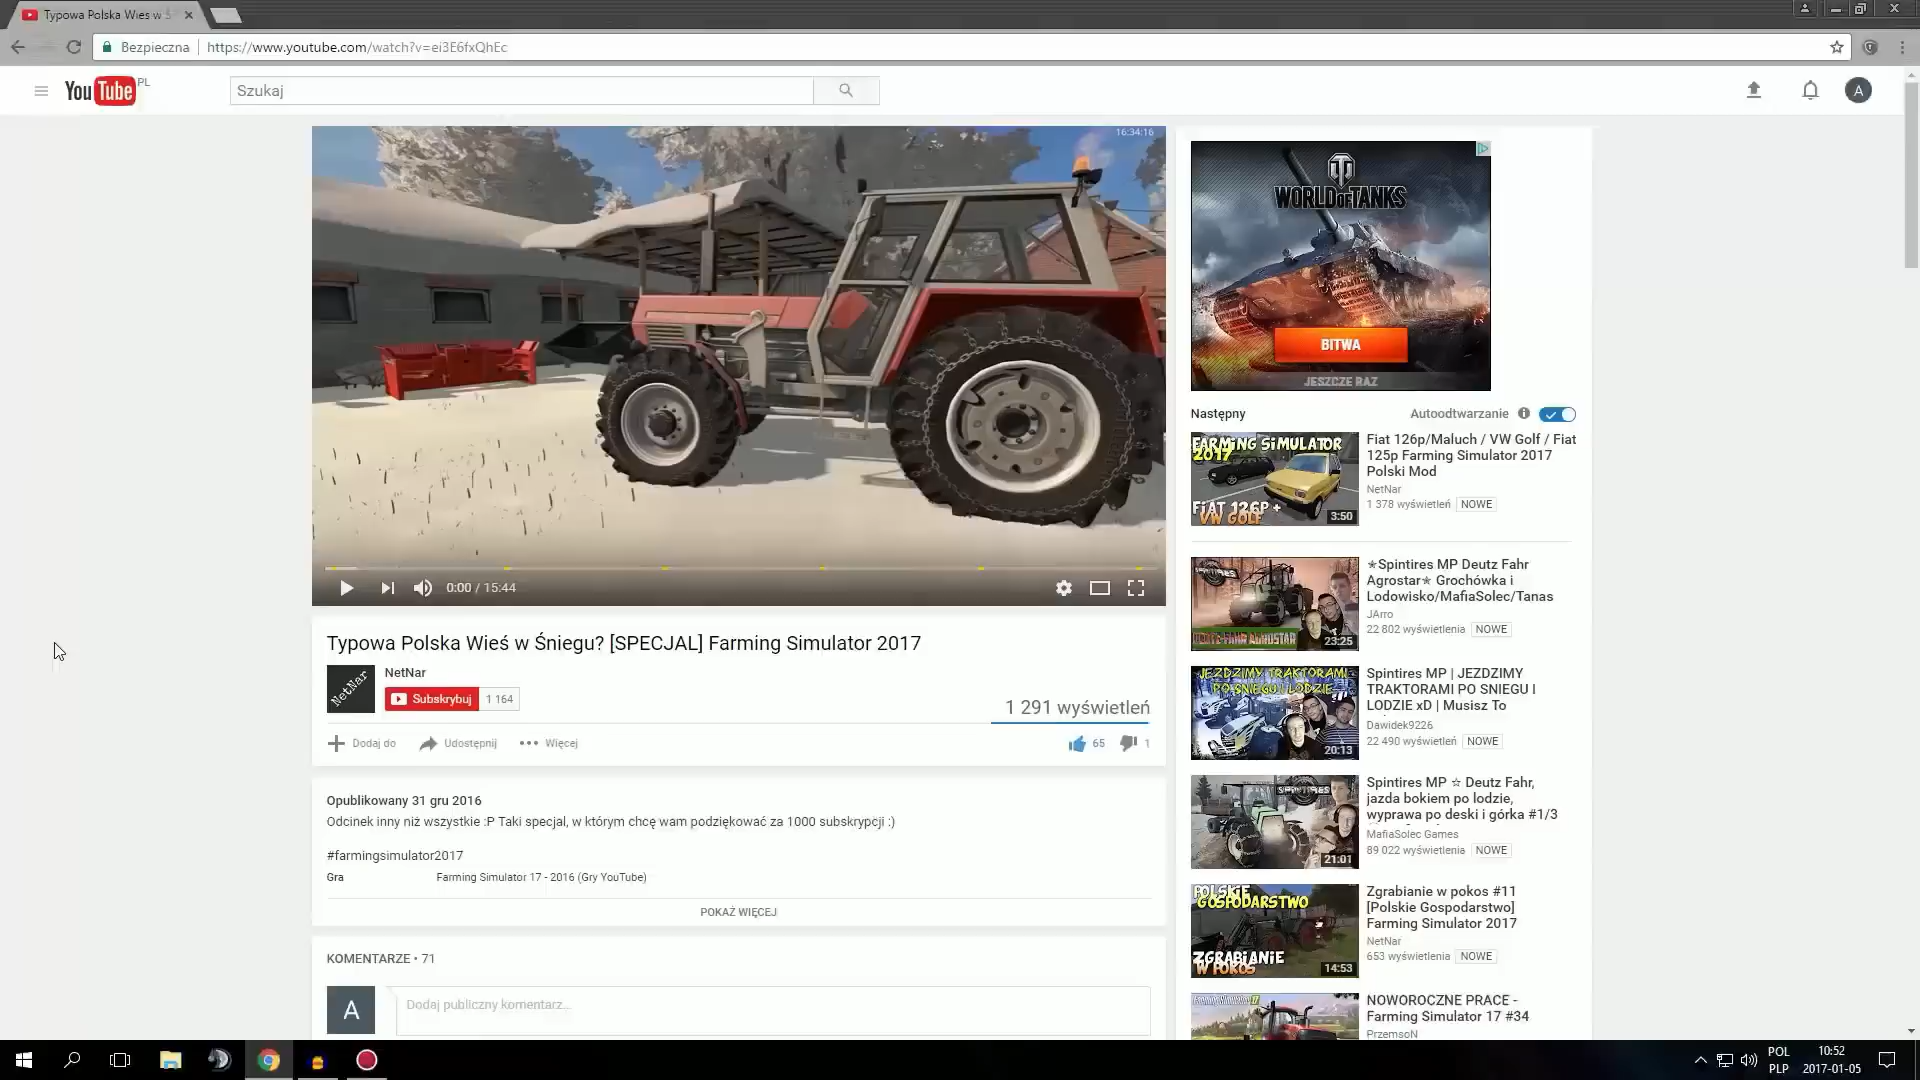 Typowa Polska Wieś w Ś
Bezpieczna
https://www.youtube.com/watch?v=ei3E6fxQhEc
YouTube PL
Szukaj
A
16:34:16
0:00 / 15:44
Typowa Polska Wieś w Śniegu? [SPECJAL] Farming Simulator 2017
NetNar
NetNar
Subskrybuj 1 164
1 291 wyświetleń
Dodaj do
Udostępnij
Więcej
65
1
Opublikowany 31 gru 2016
Odcinek inny niż wszystkie :P Taki specjal, w którym chcę wam podziękować za 1000 subskrypcji :)
#farmingsimulator2017
Gra
Farming Simulator 17 - 2016 (Gry YouTube)
POKAŻ WIĘCEJ
KOMENTARZE • 71
A
Dodaj publiczny komentarz...
WORLD OF TANKS
BITWA
JESZCZE RAZ
Następny
Autoodtwarzanie
FARMING SIMULATOR
2017
FIAT 126P +
VW GOLF
3:50
Fiat 126p/Maluch / VW Golf / Fiat
125p Farming Simulator 2017
Polski Mod
NetNar
1 378 wyświetleń NOWE
SPINTIRES
DEUTZ-FAHR AGROSTAR
23:25
✯Spintires MP Deutz Fahr
Agrostar✯ Grochówka i
Lodowisko/MafiaSolec/Tanas
JArro
22 802 wyświetlenia NOWE
JEZDZIMY TRAKTORAMI
PO SNIEGU I LODZIE
20:13
Spintires MP | JEZDZIMY
TRAKTORAMI PO SNIEGU I
LODZIE xD | Musisz To
Dawidek9226
22 490 wyświetleń NOWE
SPINTIRES
21:01
Spintires MP ☆ Deutz Fahr,
jazda bokiem po lodzie,
wyprawa po deski i górka #1/3
MafiaSolec Games
89 022 wyświetlenia NOWE
POLSKIE
GOSPODARSTWO
ZGRABIANIE
W POKOS
14:53
Zgrabianie w pokos #11
[Polskie Gospodarstwo]
Farming Simulator 2017
NetNar
653 wyświetlenia NOWE
NOWOROCZNE PRACE -
Farming Simulator 17 #34
PrzemsoN
POL
PLP
10:52
2017-01-05